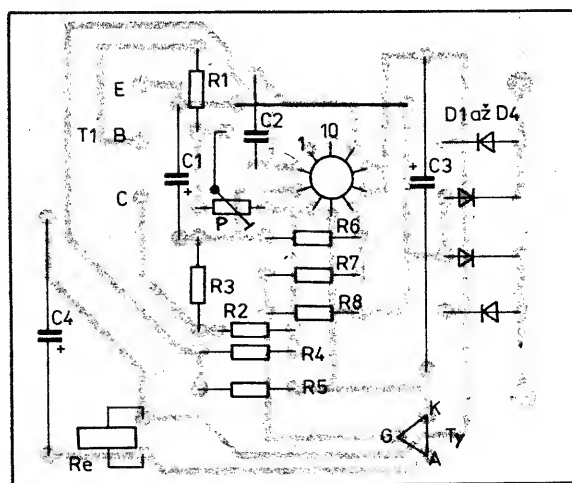 R1
E
D1 až D4
C2
10
T1
B
1
C1
C3
+
+
C
P
R6
R7
R3
R8
R2
C4
R4
+
R5
K
G
Ty
A
Re